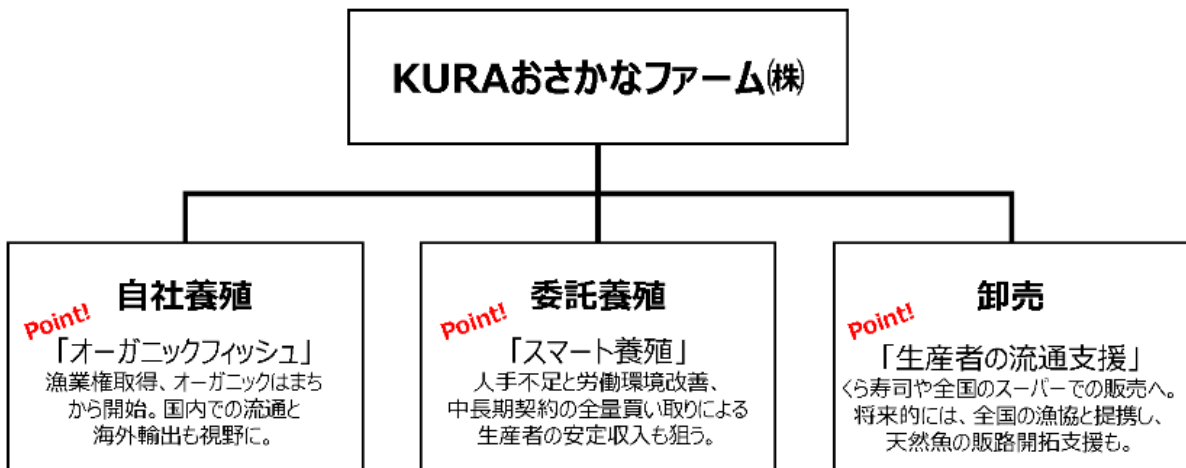 KURAおさかなファーム㈱
自社養殖
Point!
「オーガニックフィッシュ」
漁業権取得、オーガニックはまち
から開始。国内での流通と
海外輸出も視野に。
委託養殖
Point!
「スマート養殖」
人手不足と労働環境改善、
中長期契約の全量買い取りによる
生産者の安定収入も狙う。
卸売
Point!
「生産者の流通支援」
くら寿司や全国のスーパーでの販売へ。
将来的には、全国の漁協と提携し、
天然魚の販路開拓支援も。